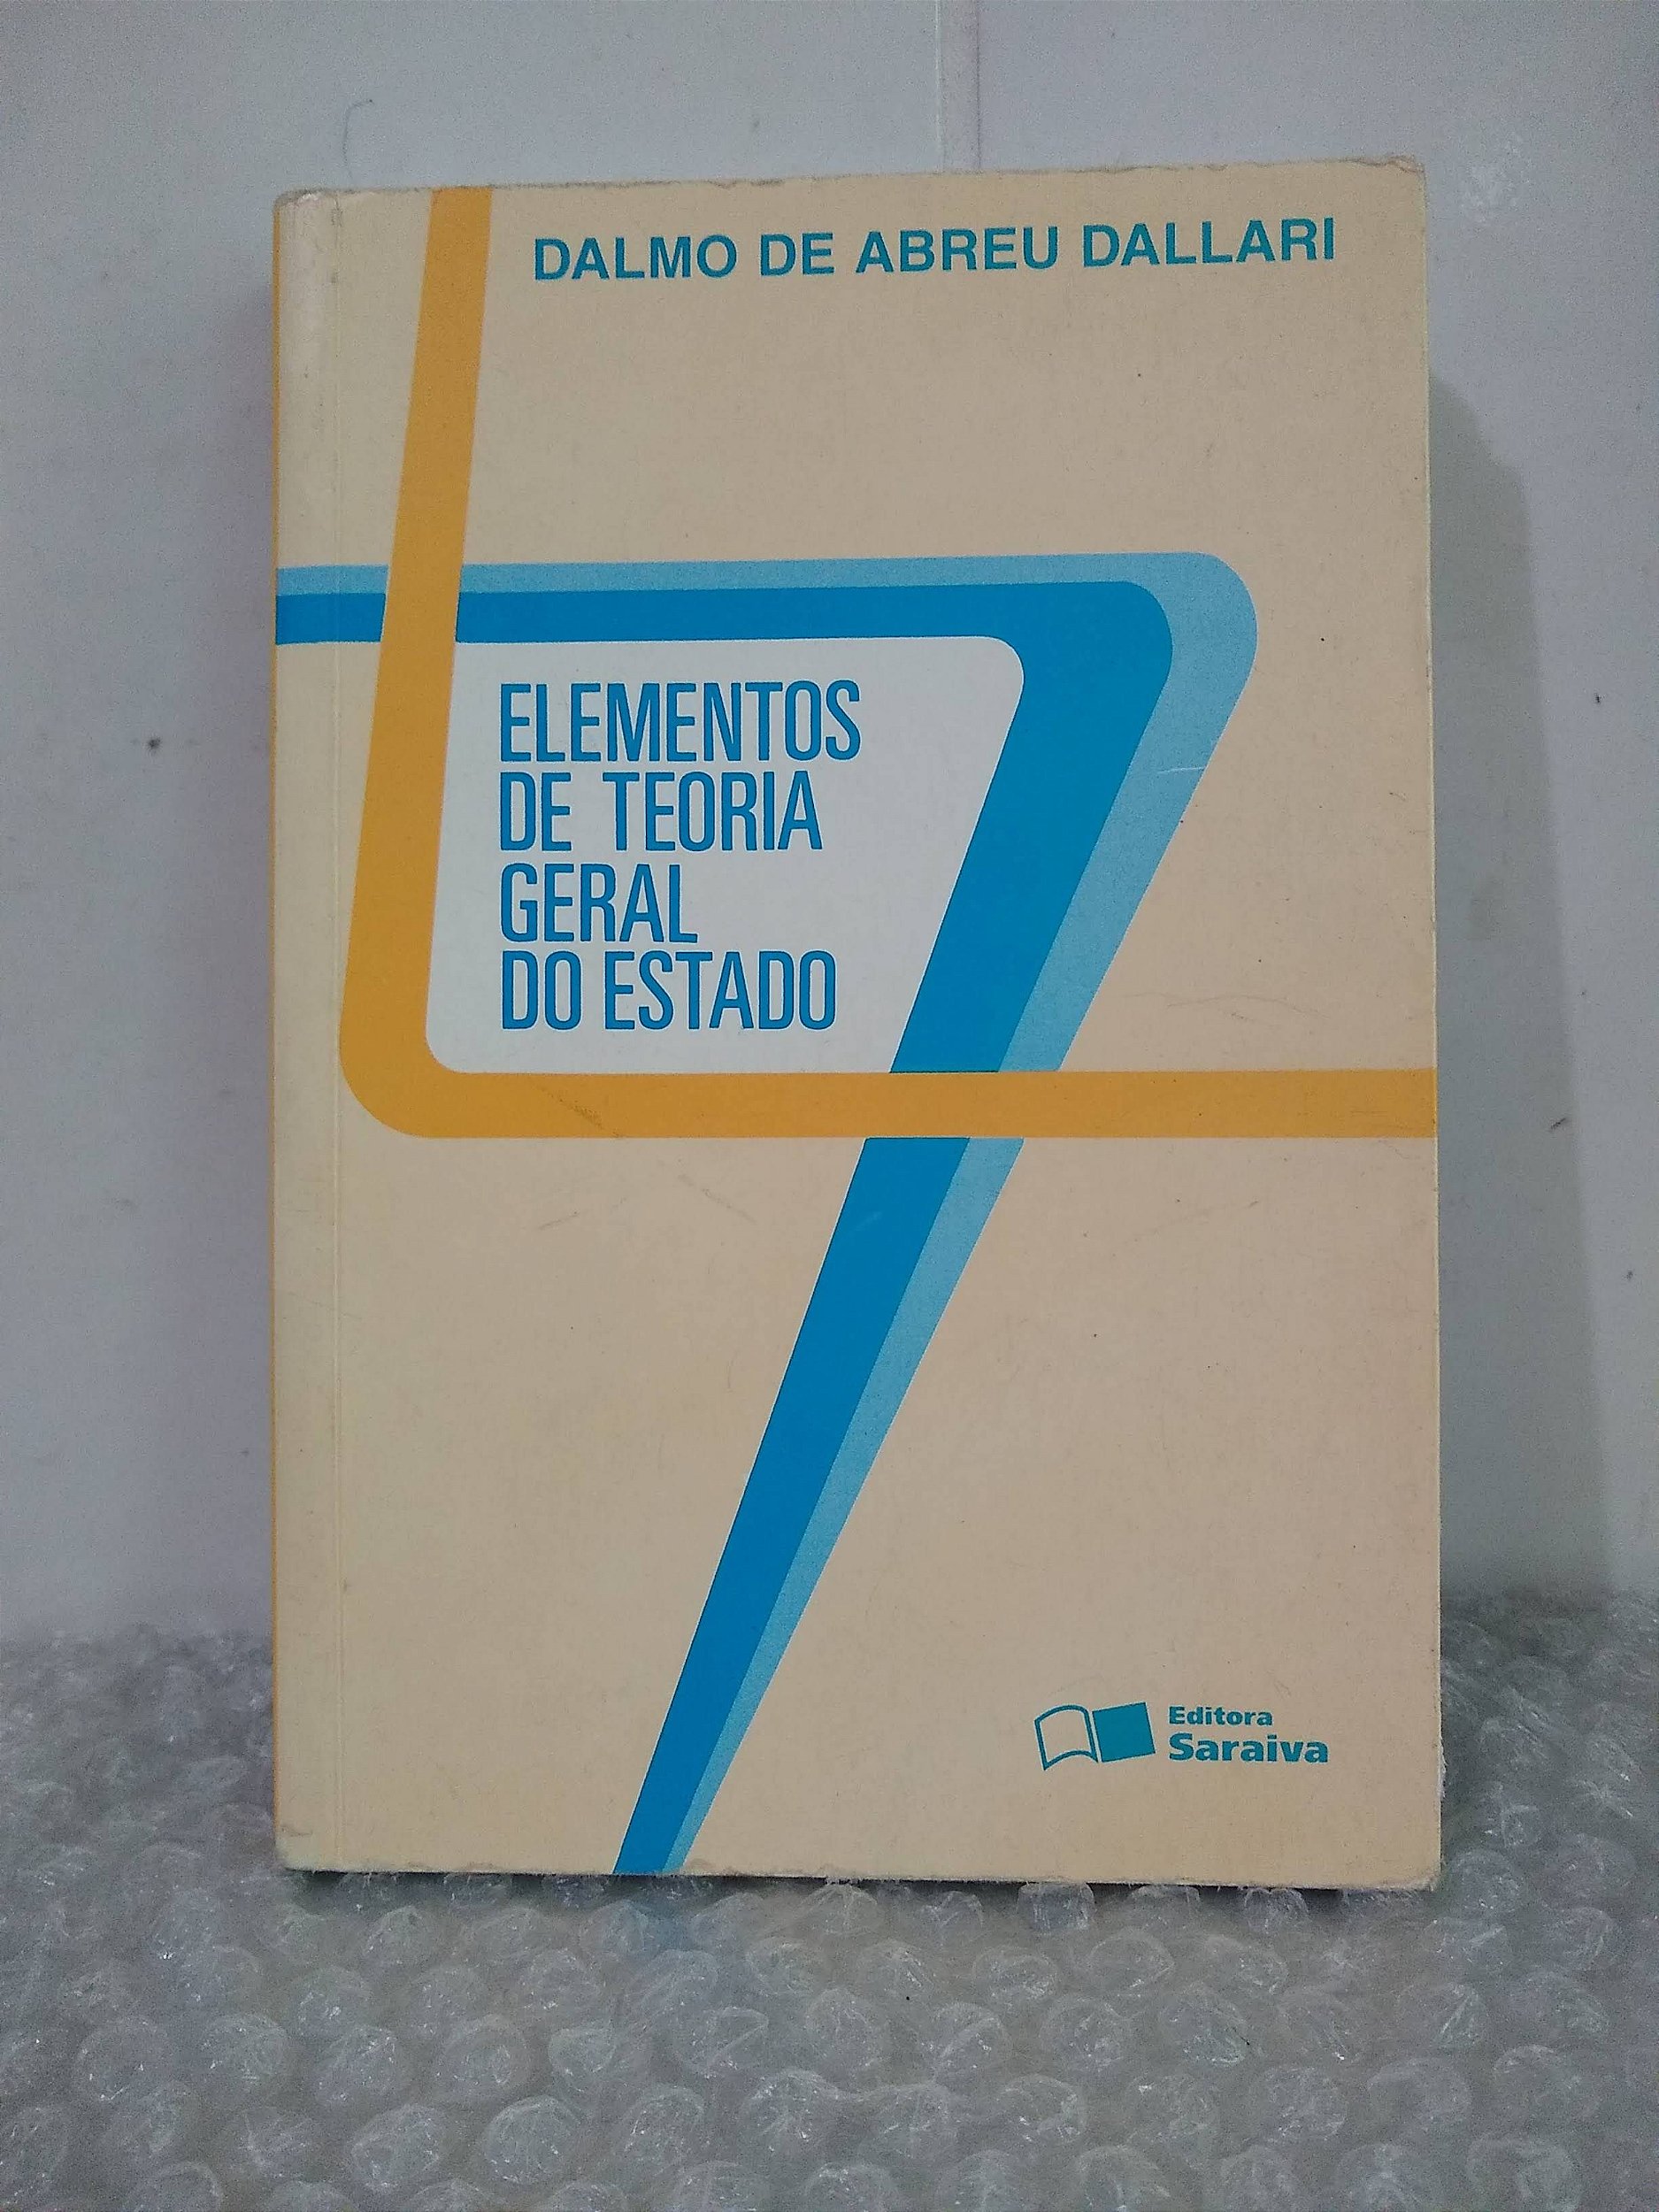 DALMO DE ABREU DALLARI
ELEMENTOS
DE TEORIA
GERAL
DO ESTADO
Editora
Saraiva